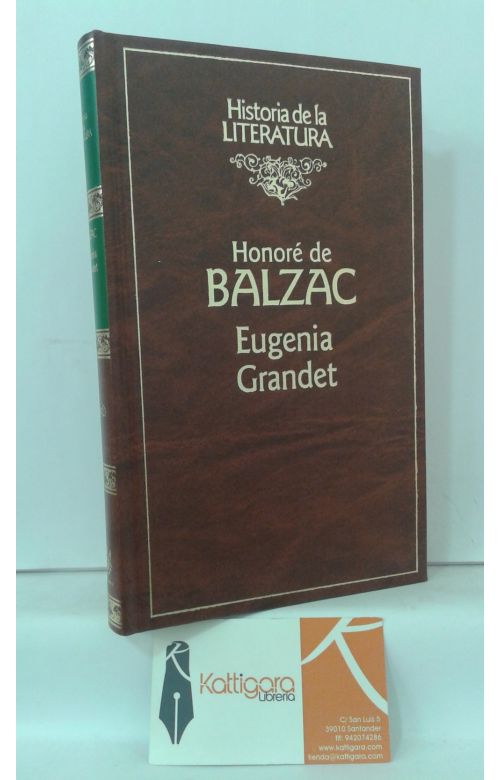 Historia de la
LITERATURA
Honoré de
BALZAC
Eugenia
Grandet
Kattigara
Librería
C/ San Luis 5
39010 Santander
tlf: 942074286
www.kattigara.com
tienda@kattigara.com